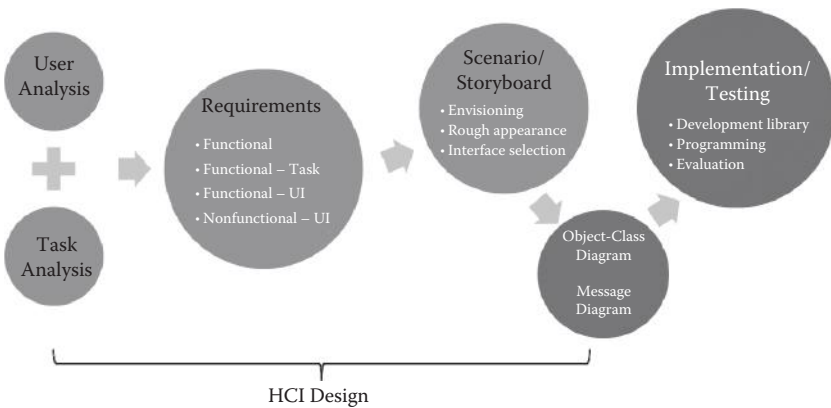 User
Analysis
Task
Analysis
Requirements
• Functional
• Functional – Task
• Functional – UI
• Nonfunctional – UI
Scenario/
Storyboard
• Envisioning
• Rough appearance
• Interface selection
Object-Class
Diagram
Message
Diagram
Implementation/
Testing
• Development library
• Programming
• Evaluation
HCI Design